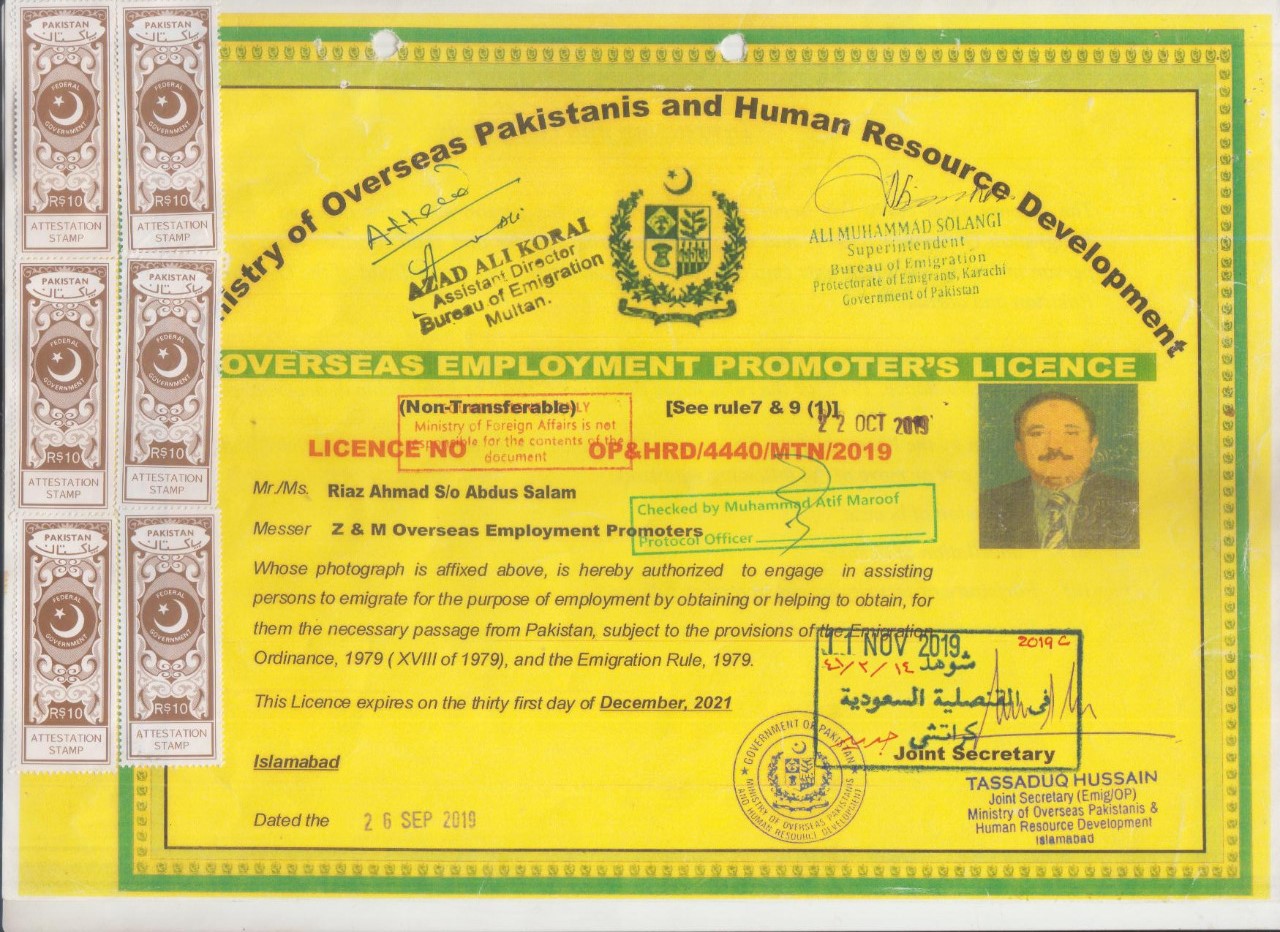 PAKISTAN
پاکستان
FEDERAL
GOVERNMENT
RS10
ATTESTATION
STAMP
PAKISTAN
پاکستان
FEDERAL
GOVERNMENT
RS10
ATTESTATION
STAMP
PAKISTAN
پاکستان
FEDERAL
GOVERNMENT
RS10
ATTESTATION
STAMP
PAKISTAN
پاکستان
FEDERAL
GOVERNMENT
RS10
ATTESTATION
STAMP
PAKISTAN
پاکستان
FEDERAL
GOVERNMENT
RS10
ATTESTATION
STAMP
PAKISTAN
پاکستان
FEDERAL
GOVERNMENT
RS10
ATTESTATION
STAMP
nistry of Overseas Pakistanis and Human Resource Development
AZAD ALI KORAI
Assistant Director
Bureau of Emigration
Multan.
ALI MUHAMMAD SOLANGI
Superintendent
Bureau of Emigration
Protectorate of Emigrants, Karachi
Government of Pakistan
OVERSEAS EMPLOYMENT PROMOTER'S LICENCE
(Non-Transferable) [See rule7 & 9 (1)]
22 OCT 2019
Ministry of Foreign Affairs is not
responsible for the contents of the
document
LICENCE NO OP&HRD/4440/MTN/2019
Mr./Ms. Riaz Ahmad S/o Abdus Salam
Checked by Muhammad Atif Maroof
Protocol Officer
Messer Z & M Overseas Employment Promoters
Whose photograph is affixed above, is hereby authorized to engage in assisting
persons to emigrate for the purpose of employment by obtaining or helping to obtain, for
them the necessary passage from Pakistan, subject to the provisions of the Emigration
Ordinance, 1979 ( XVIII of 1979), and the Emigration Rule, 1979.
This Licence expires on the thirty first day of December, 2021
11 NOV 2019
2019 C
شوهد ١٤/٣/٤١
في القنصلية السعودية
كراتشي
Islamabad
GOVERNMENT OF PAKISTAN
MINISTRY OF OVERSEAS PAKISTANIS
AND HUMAN RESOURCE DEVELOPMENT
Joint Secretary
TASSADUQ HUSSAIN
Joint Secretary (Emig/OP)
Ministry of Overseas Pakistanis &
Human Resource Development
Islamabad
Dated the 26 SEP 2019